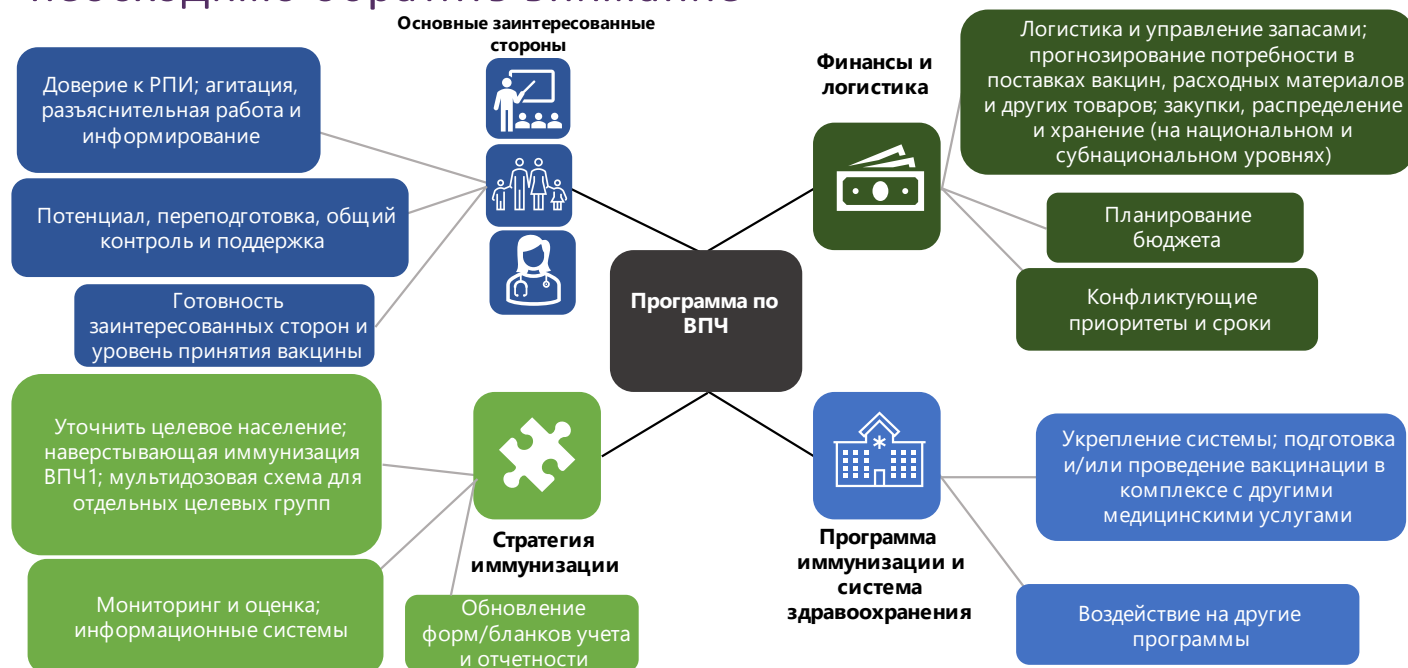 необходимо обратить внимание
Основные заинтересованные
стороны
Доверие к РПИ; агитация,
разъяснительная работа и
информирование
Потенциал, переподготовка, общий
контроль и поддержка
Готовность
заинтересованных сторон и
уровень принятия вакцины
Финансы и
логистика
Логистика и управление запасами;
прогнозирование потребности в
поставках вакцин, расходных материалов
и других товаров; закупки, распределение
и хранение (на национальном и
субнациональном уровнях)
Планирование
бюджета
Конфликтующие
приоритеты и сроки
Программа по
ВПЧ
Уточнить целевое население;
наверстывающая иммунизация
ВПЧ1; мультидозовая схема для
отдельных целевых групп
Мониторинг и оценка;
информационные системы
Стратегия
иммунизации
Обновление
форм/бланков учета
и отчетности
Программа
иммунизации и
система
здравоохранения
Укрепление системы; подготовка
и/или проведение вакцинации в
комплексе с другими
медицинскими услугами
Воздействие на другие
программы